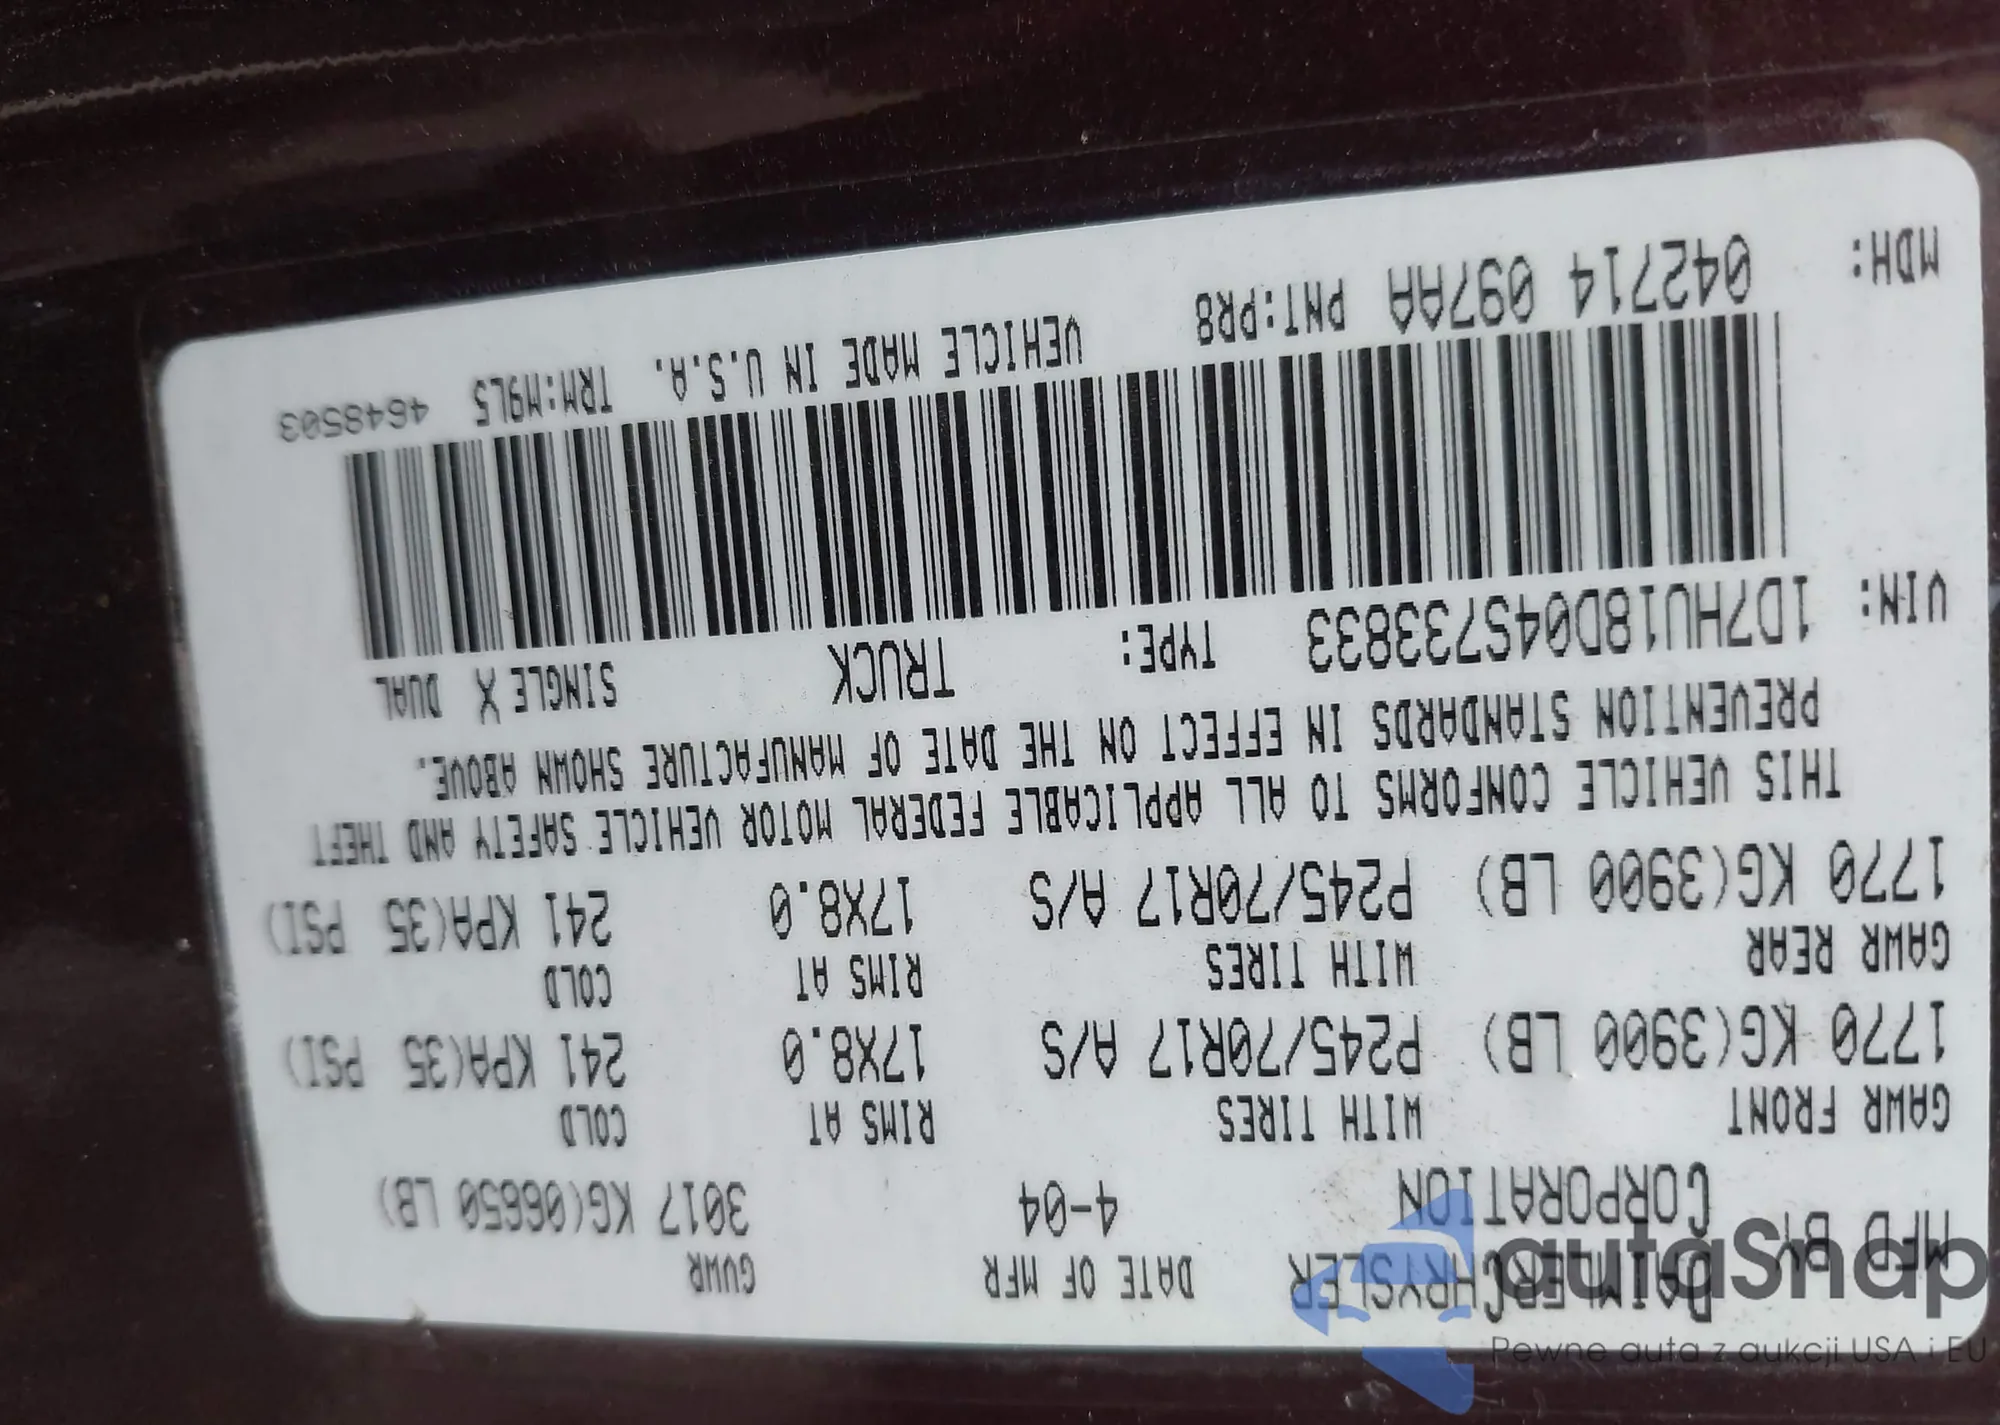 MFD BY DAIMLERCHRYSLER DATE OF MFR GVWR
CORPORATION 4-04 3017 KG(06650 LB)
GAWR FRONT WITH TIRES RIMS AT COLD
1770 KG(3900 LB) P245/70R17 A/S 17X8.0 241 KPA(35 PSI)
GAWR REAR WITH TIRES RIMS AT COLD
1770 KG(3900 LB) P245/70R17 A/S 17X8.0 241 KPA(35 PSI)
THIS VEHICLE CONFORMS TO ALL APPLICABLE FEDERAL MOTOR VEHICLE SAFETY AND THEFT
PREVENTION STANDARDS IN EFFECT ON THE DATE OF MANUFACTURE SHOWN ABOVE.
VIN: 1D7HU18D04S733833 TYPE: TRUCK SINGLE X DUAL
MDH: 042714 097AA PNT:PR8 VEHICLE MADE IN U.S.A. TRM:M9L5 4648503
autaSnap
Pewne auta z aukcji USA i EU